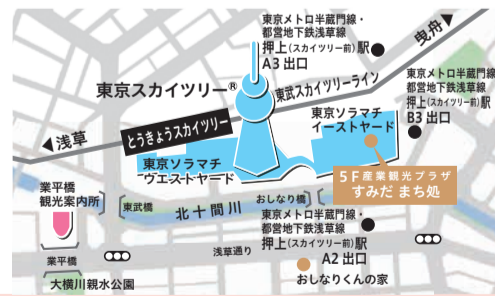 東京メトロ半蔵門線・
都営地下鉄浅草線
押上(スカイツリー前)駅
A3 出口
曳舟
東京スカイツリー®
東武スカイツリーライン
東京メトロ半蔵門線・
都営地下鉄浅草線
押上(スカイツリー前)駅
B3 出口
とうきょうスカイツリー
浅草
東京ソラマチ
イーストヤード
東京ソラマチ
ウエストヤード
5F産業観光プラザ
すみだ まち処
業平橋
観光案内所
東武橋
北十間川
おしなり橋
東京メトロ半蔵門線・
都営地下鉄浅草線
押上(スカイツリー前)駅
A2 出口
浅草通り
業平橋
大横川親水公園
おしなりくんの家